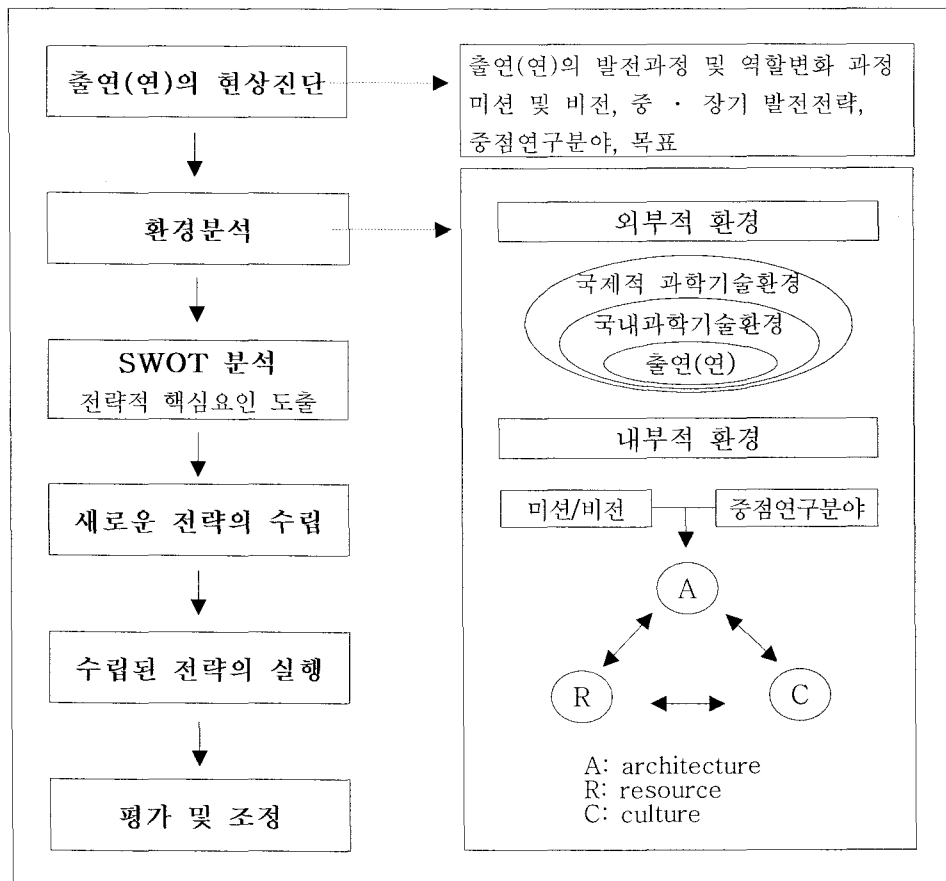 출연(연)의 현상진단
출연(연)의 발전과정 및 역할변화 과정
미션 및 비전, 중 · 장기 발전전략,
중점연구분야, 목표
환경분석
외부적 환경
국제적 과학기술환경
국내과학기술환경
출연(연)
SWOT 분석
전략적 핵심요인 도출
내부적 환경
새로운 전략의 수립
미션/비전
중점연구분야
A
수립된 전략의 실행
R
C
A: architecture
R: resource
C: culture
평가 및 조정